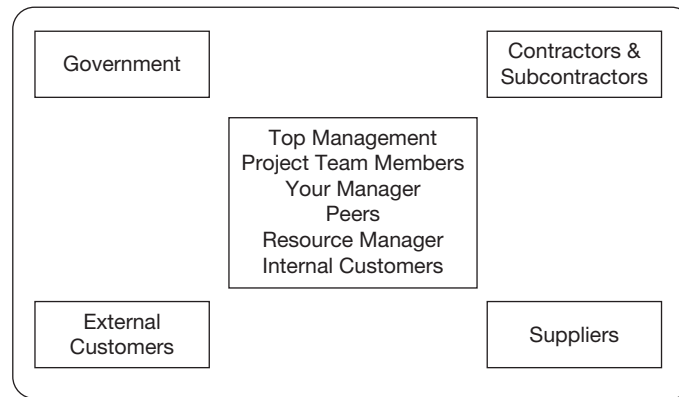 Government
Contractors &
Subcontractors
Top Management
Project Team Members
Your Manager
Peers
Resource Manager
Internal Customers
External
Customers
Suppliers